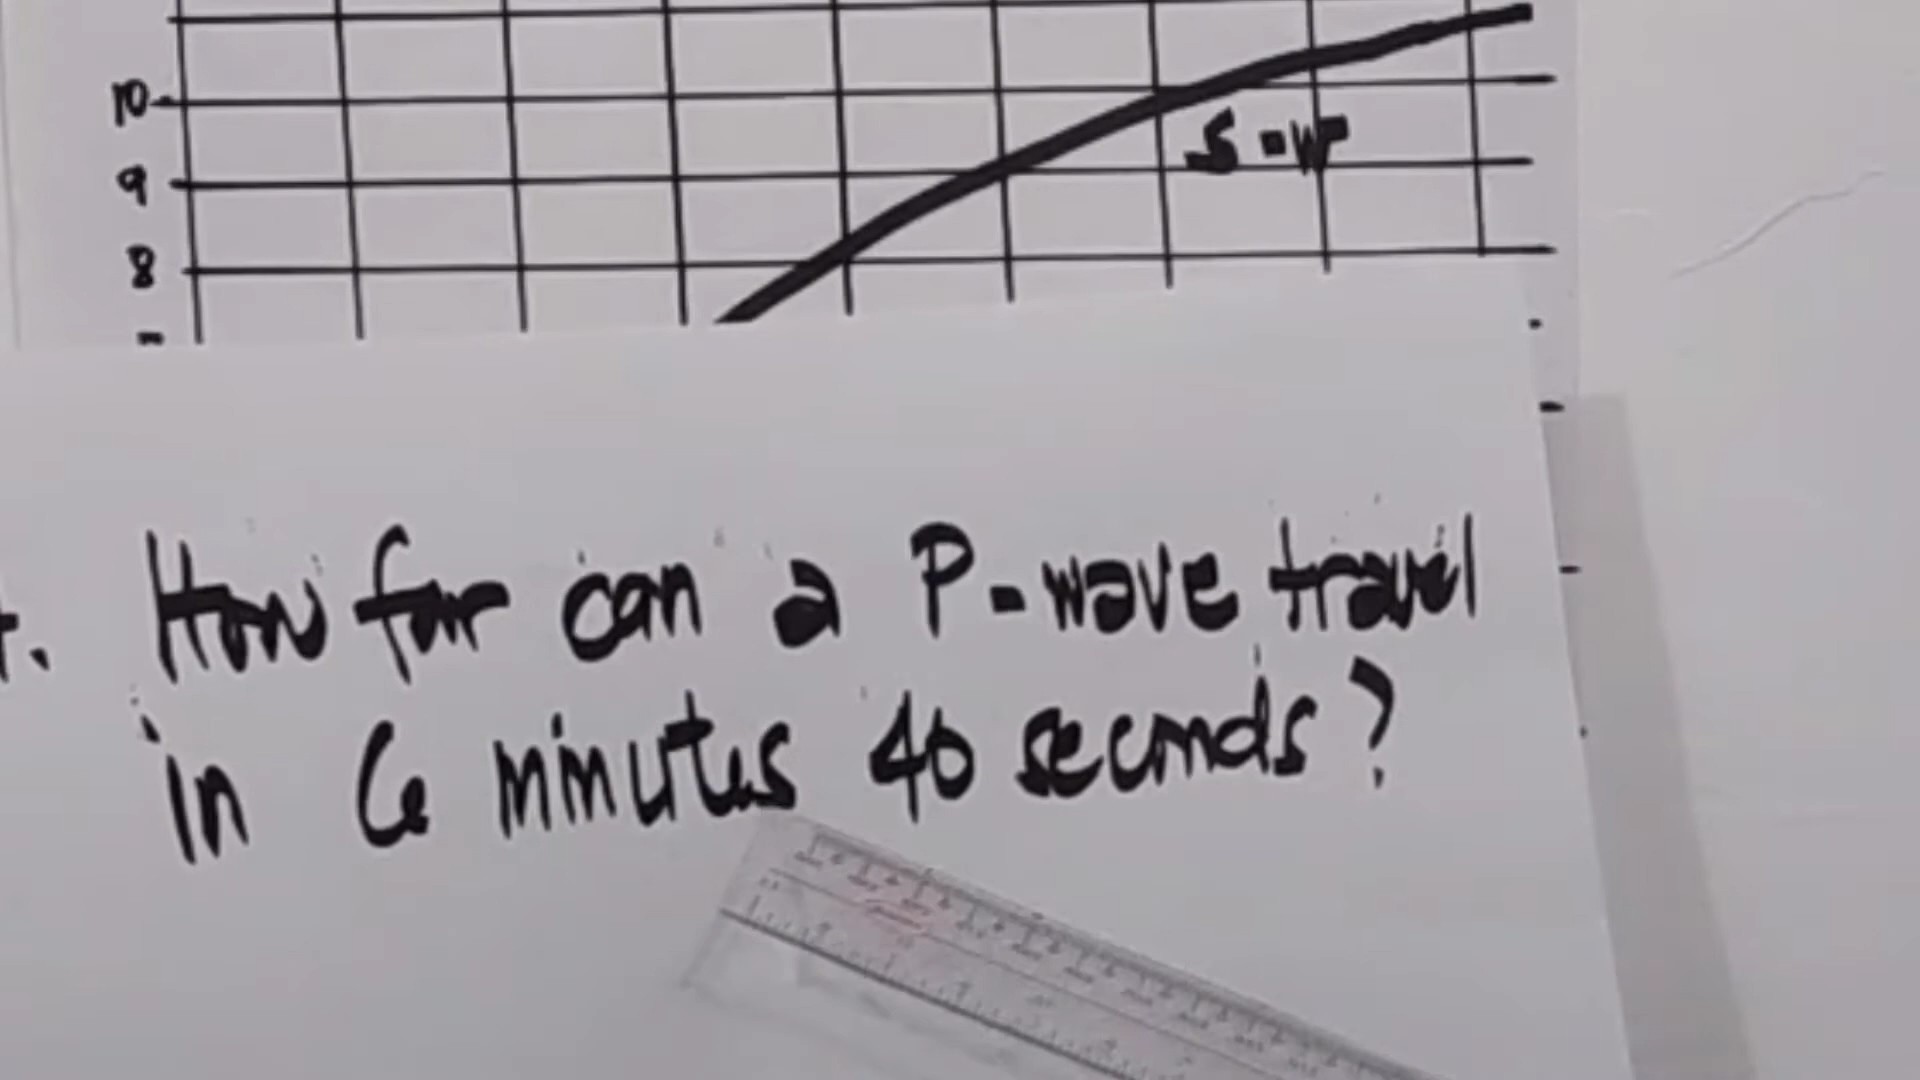 10
9
8
S-w
How far can a P-wave travel
in 6 minutes 40 seconds?